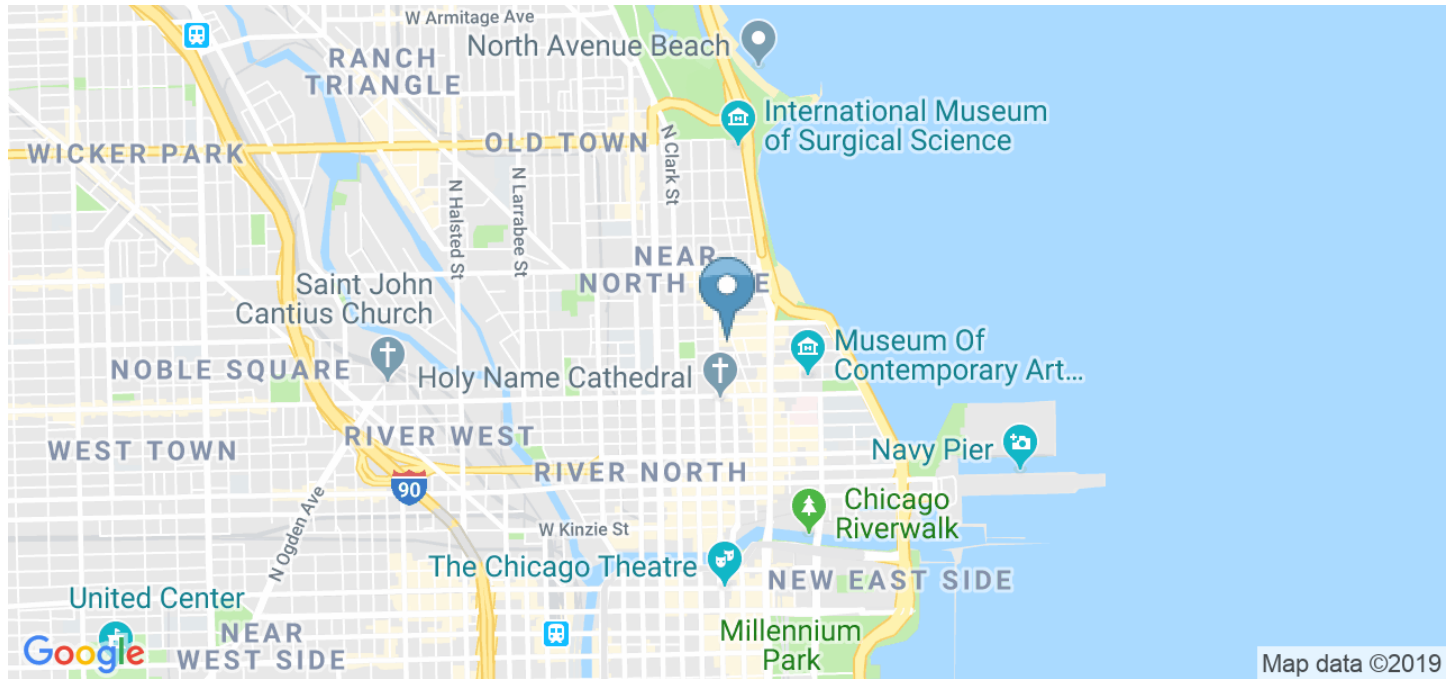 W Armitage Ave
North Avenue Beach
RANCH
TRIANGLE
International Museum
of Surgical Science
WICKER PARK
OLD TOWN
N Clark St
N Larrabee St
N Halsted St
NEAR
NORTH
E
Saint John
Cantius Church
Museum Of
Contemporary Art...
NOBLE SQUARE
Holy Name Cathedral
RIVER WEST
WEST TOWN
Navy Pier
RIVER NORTH
90
Chicago
Riverwalk
N Ogden Ave
W Kinzie St
The Chicago Theatre
NEW EAST SIDE
United Center
NEAR
WEST SIDE
Millennium
Park
Google
Map data ©2019